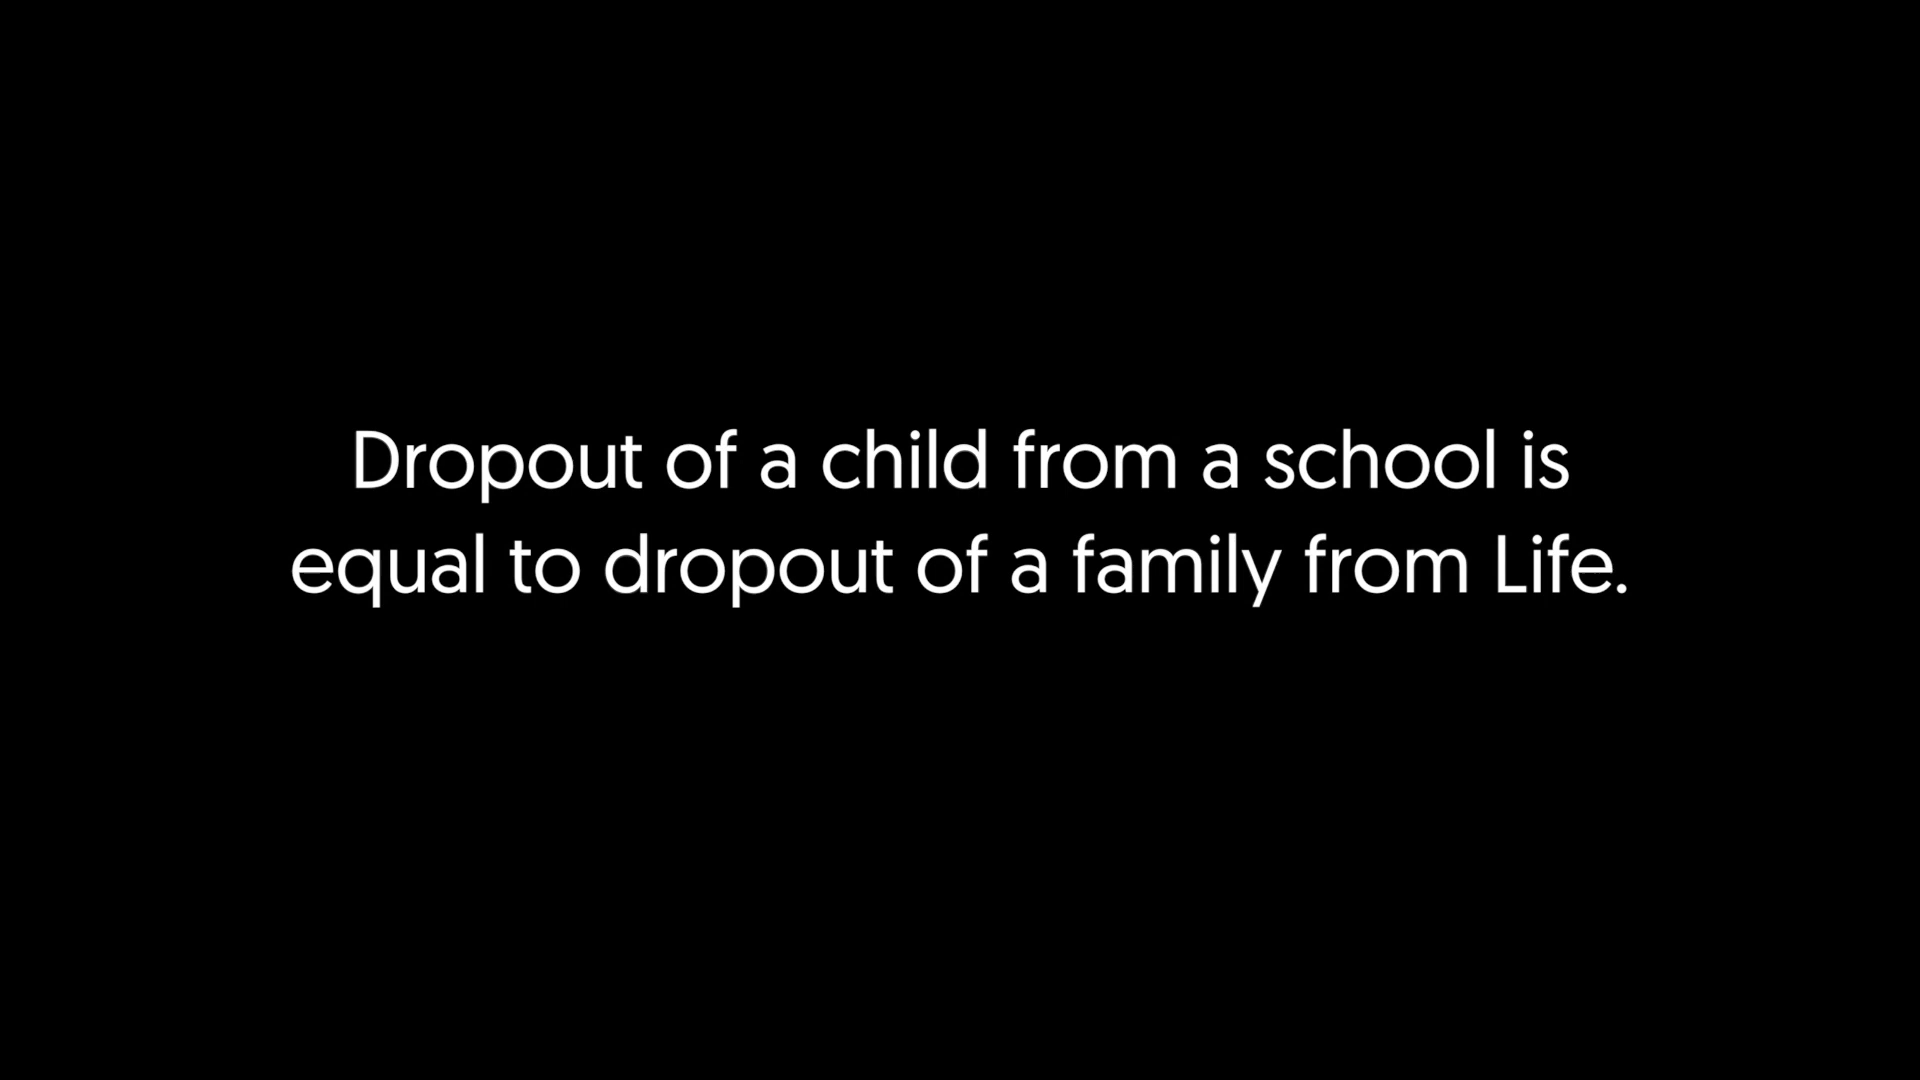 Dropout of a child from a school is
equal to dropout of a family from Life.